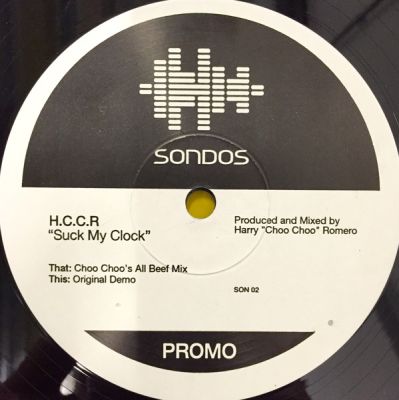 SONDOS
H.C.C.R
"Suck My Clock"
Produced and Mixed by
Harry "Choo Choo" Romero
That: Choo Choo's All Beef Mix
This: Original Demo
SON 02
PROMO